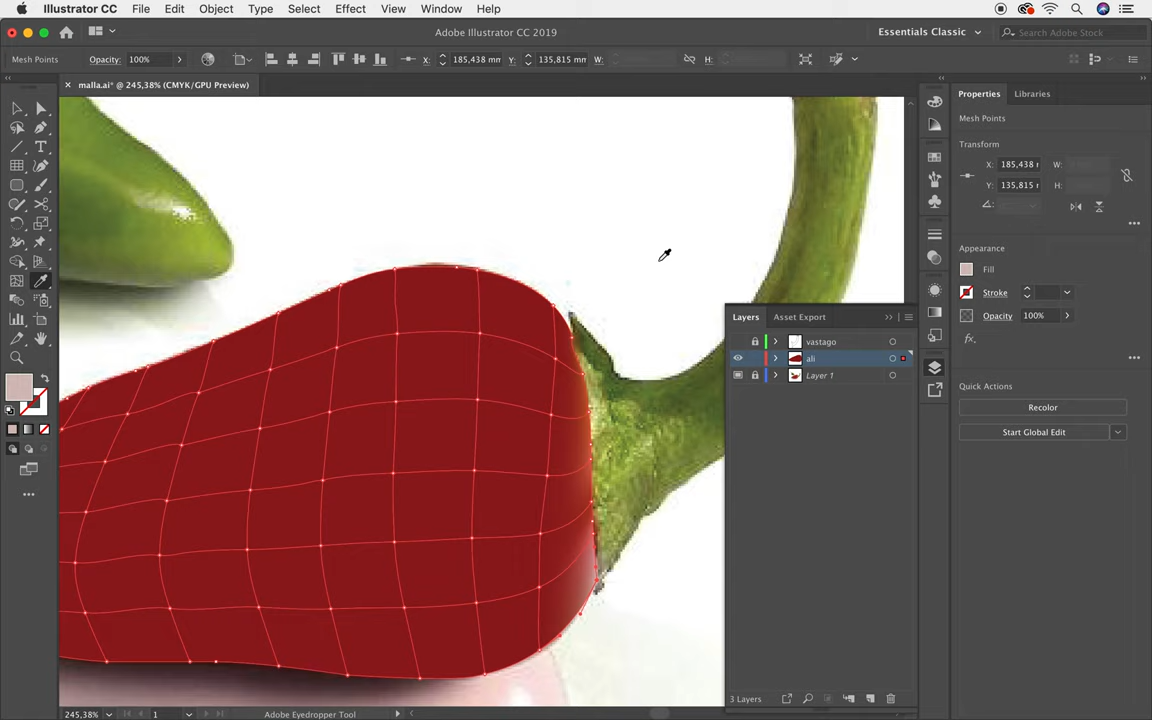 Illustrator CC File Edit Object Type Select Effect View Window Help
Adobe Illustrator CC 2019
Essentials Classic
Search Adobe Stock
Mesh Points
Opacity: 100%
X: 185,438 mm
Y: 135,815 mm
W:
H:
malla.ai* @ 245,38% (CMYK/GPU Preview)
Properties
Libraries
Mesh Points
Transform
X: 185,438 r
W:
Y: 135,815 r
H:
Appearance
Fill
Stroke
Opacity 100%
fx.
Quick Actions
Recolor
Start Global Edit
Layers
Asset Export
vastago
ali
Layer 1
3 Layers
245,38%
1
Adobe Eyedropper Tool